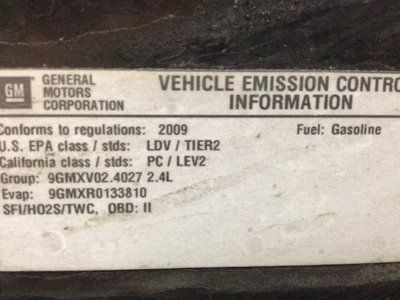 GM
GENERAL MOTORS CORPORATION
VEHICLE EMISSION CONTRO
INFORMATION
Conforms to regulations: 2009 Fuel: Gasoline
U.S. EPA class / stds: LDV / TIER2
California class / stds: PC / LEV2
Group: 9GMXV02.4027 2.4L
Evap: 9GMXR0133810
SFI/HO2S/TWC, OBD: II